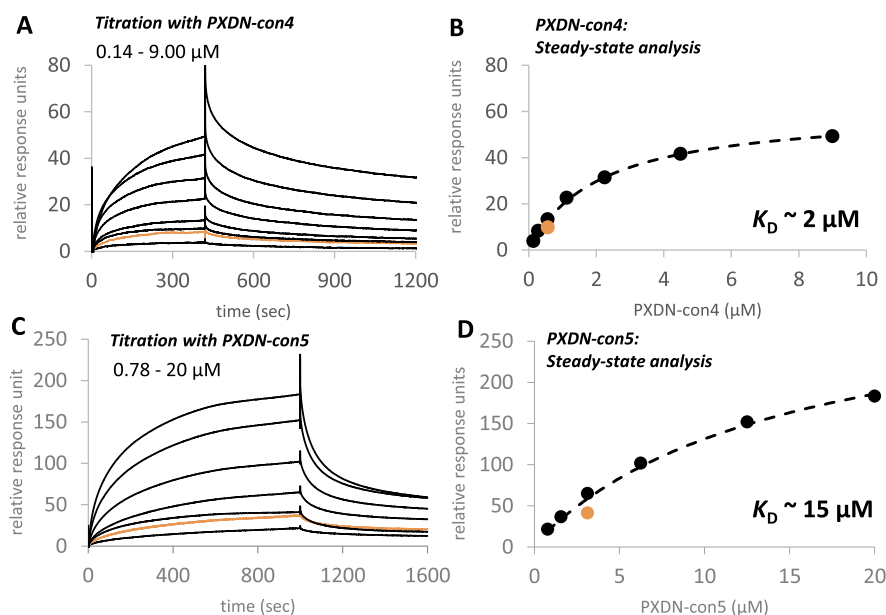 A
Titration with PXDN-con4
0.14 - 9.00 µM
relative response units
80
60
40
20
0
0
300
600
900
1200
time (sec)
B
PXDN-con4:
Steady-state analysis
relative response units
80
60
40
20
0
KD ~ 2 µM
0
2
4
6
8
10
PXDN-con4 (µM)
C
Titration with PXDN-con5
0.78 - 20 µM
relative response unit
250
200
150
100
50
0
0
400
800
1200
1600
time (sec)
D
PXDN-con5:
Steady-state analysis
relative response units
250
200
150
100
50
0
KD ~ 15 µM
0
5
10
15
20
PXDN-con5 (µM)